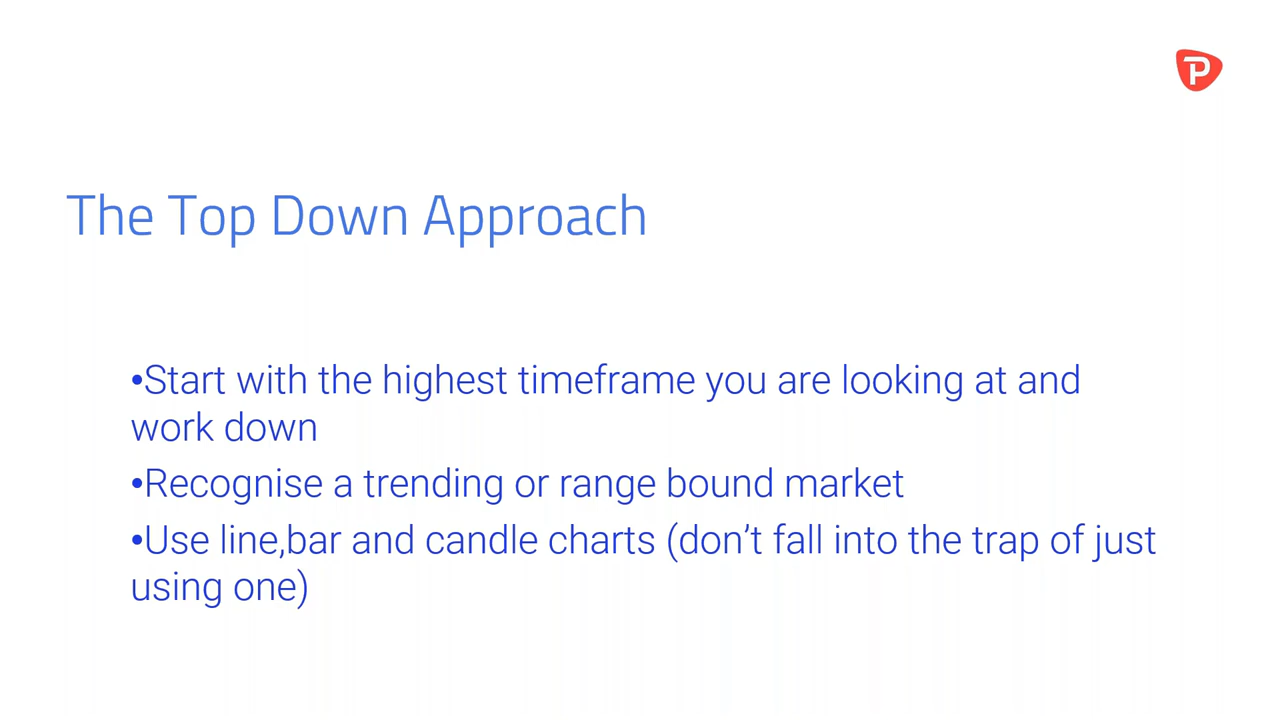 P
The Top Down Approach
•Start with the highest timeframe you are looking at and
work down
•Recognise a trending or range bound market
•Use line,bar and candle charts (don’t fall into the trap of just
using one)